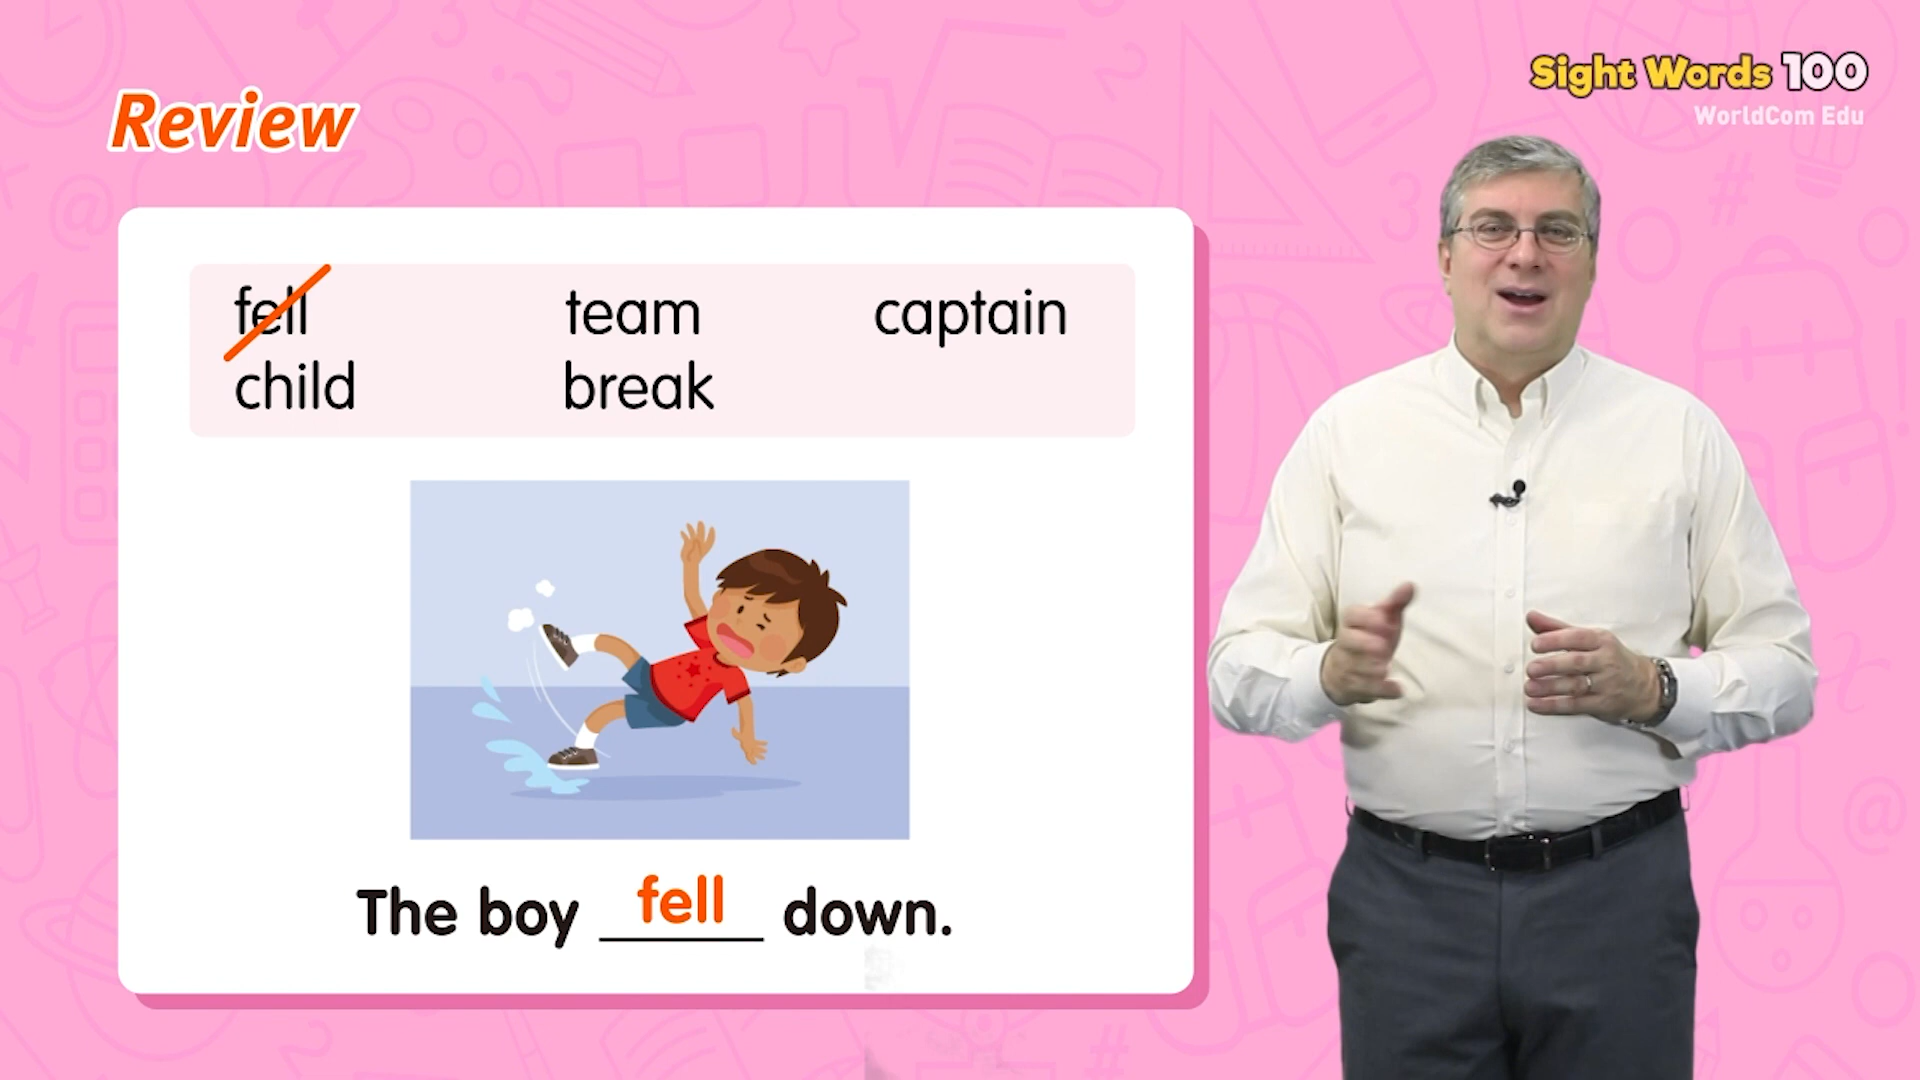 Sight Words 100
WorldCom Edu
Review
fell team captain
child break
The boy fell down.